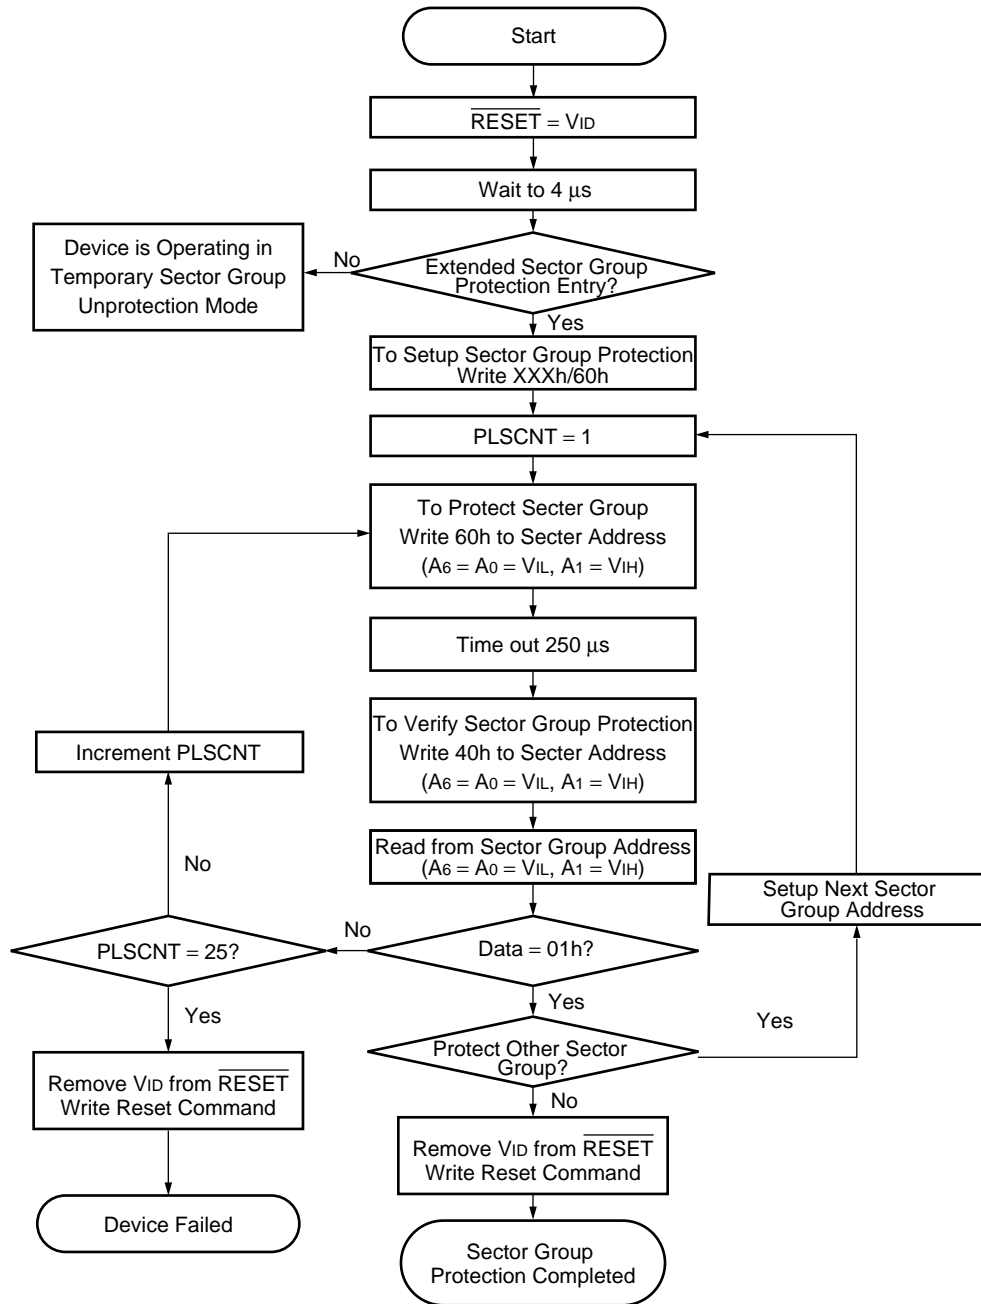 Start
RESET = VID
Wait to 4 μs
Device is Operating in
Temporary Sector Group
Unprotection Mode
No
Extended Sector Group
Protection Entry?
Yes
To Setup Sector Group Protection
Write XXXh/60h
PLSCNT = 1
To Protect Secter Group
Write 60h to Secter Address
(A6 = A0 = VIL, A1 = VIH)
Time out 250 μs
To Verify Sector Group Protection
Write 40h to Secter Address
(A6 = A0 = VIL, A1 = VIH)
Increment PLSCNT
Read from Sector Group Address
(A6 = A0 = VIL, A1 = VIH)
No
Setup Next Sector
Group Address
PLSCNT = 25?
No
Data = 01h?
Yes
Yes
Yes
Protect Other Sector
Group?
Remove VID from RESET
Write Reset Command
No
Remove VID from RESET
Write Reset Command
Device Failed
Sector Group
Protection Completed